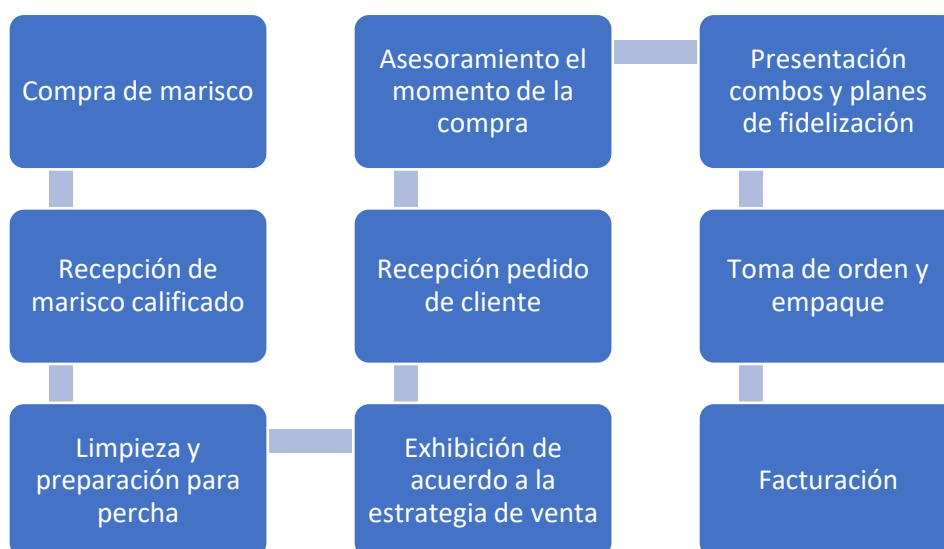 Compra de marisco
Recepción de
marisco calificado
Limpieza y
preparación para
percha
Exhibición de
acuerdo a la
estrategia de venta
Recepción pedido
de cliente
Asesoramiento el
momento de la
compra
Presentación
combos y planes
de fidelización
Toma de orden y
empaque
Facturación